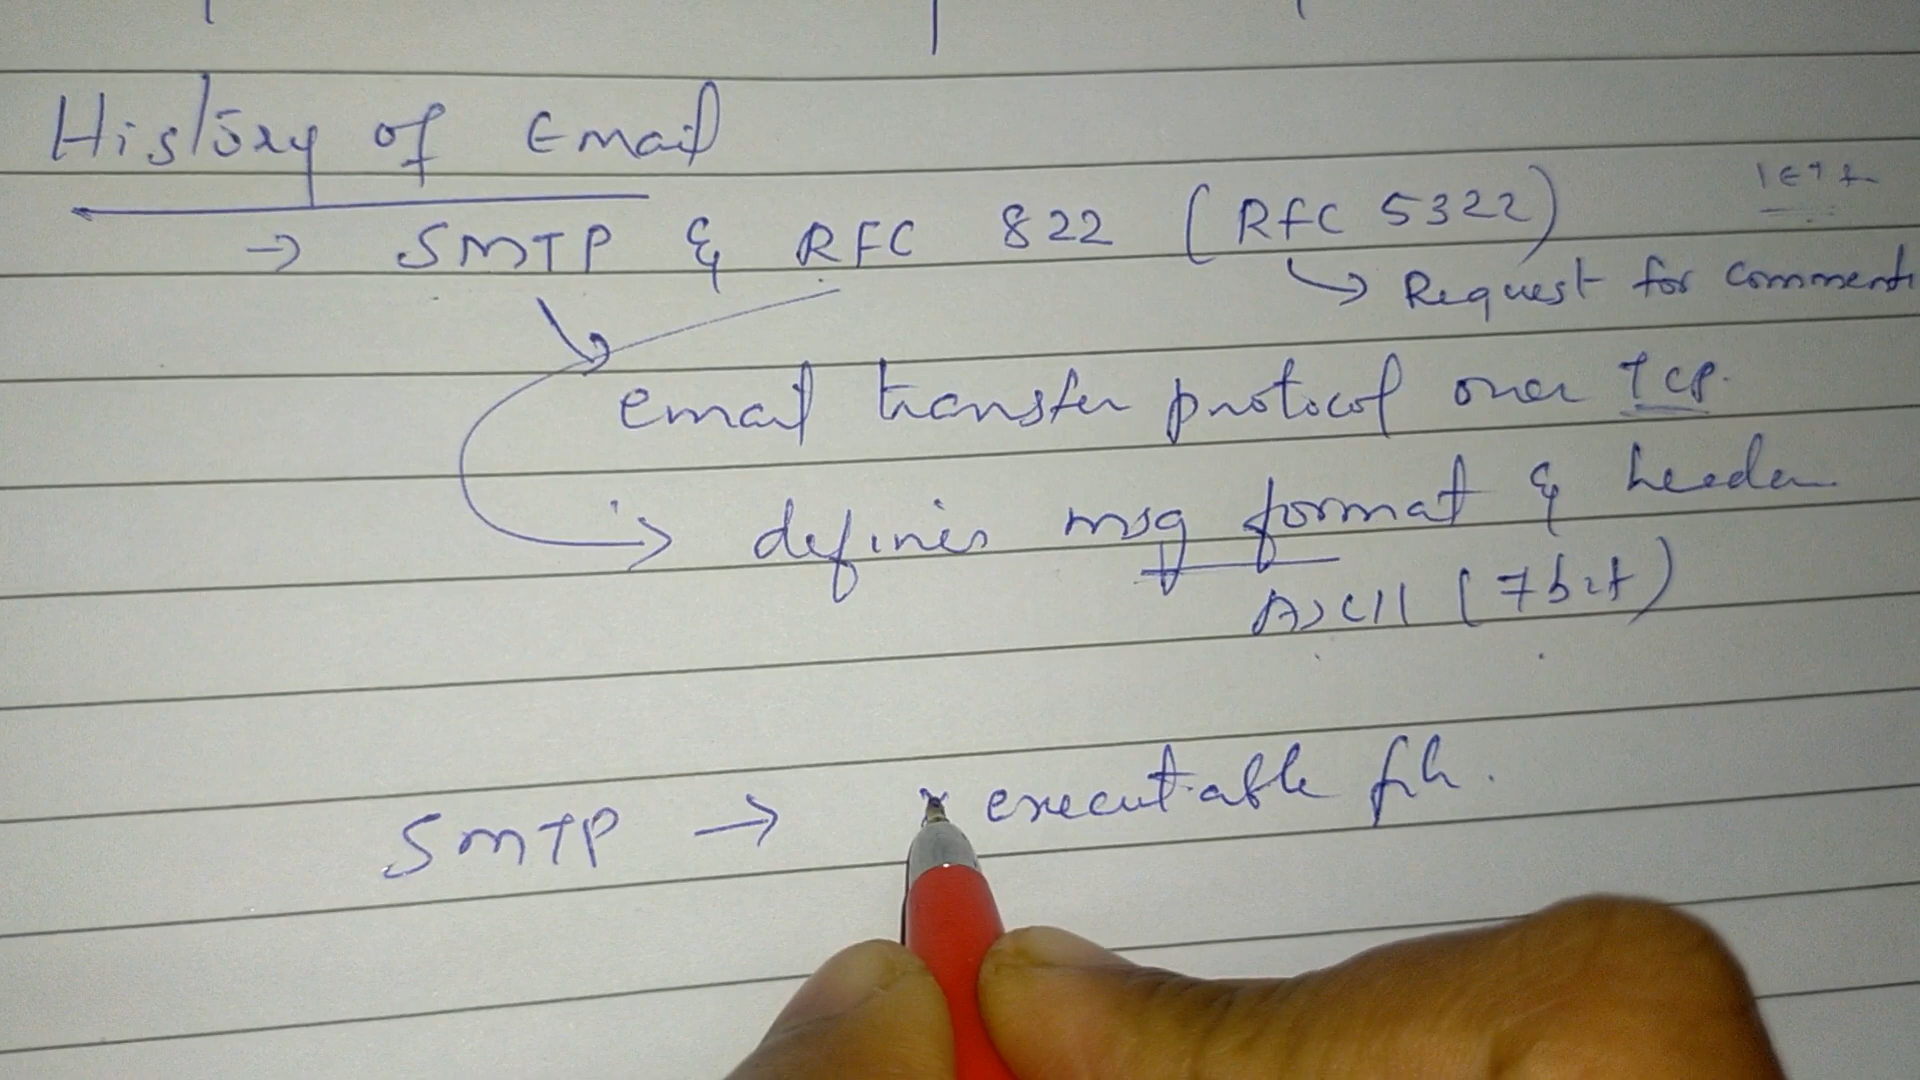 History of Email
IETF
→ SMTP & RFC 822 (RFC 5322)
↳ Request for comments
email transfer protocol over TCP.
→ defines msg format & header
ASCII (7bit)
SMTP → x executable file.